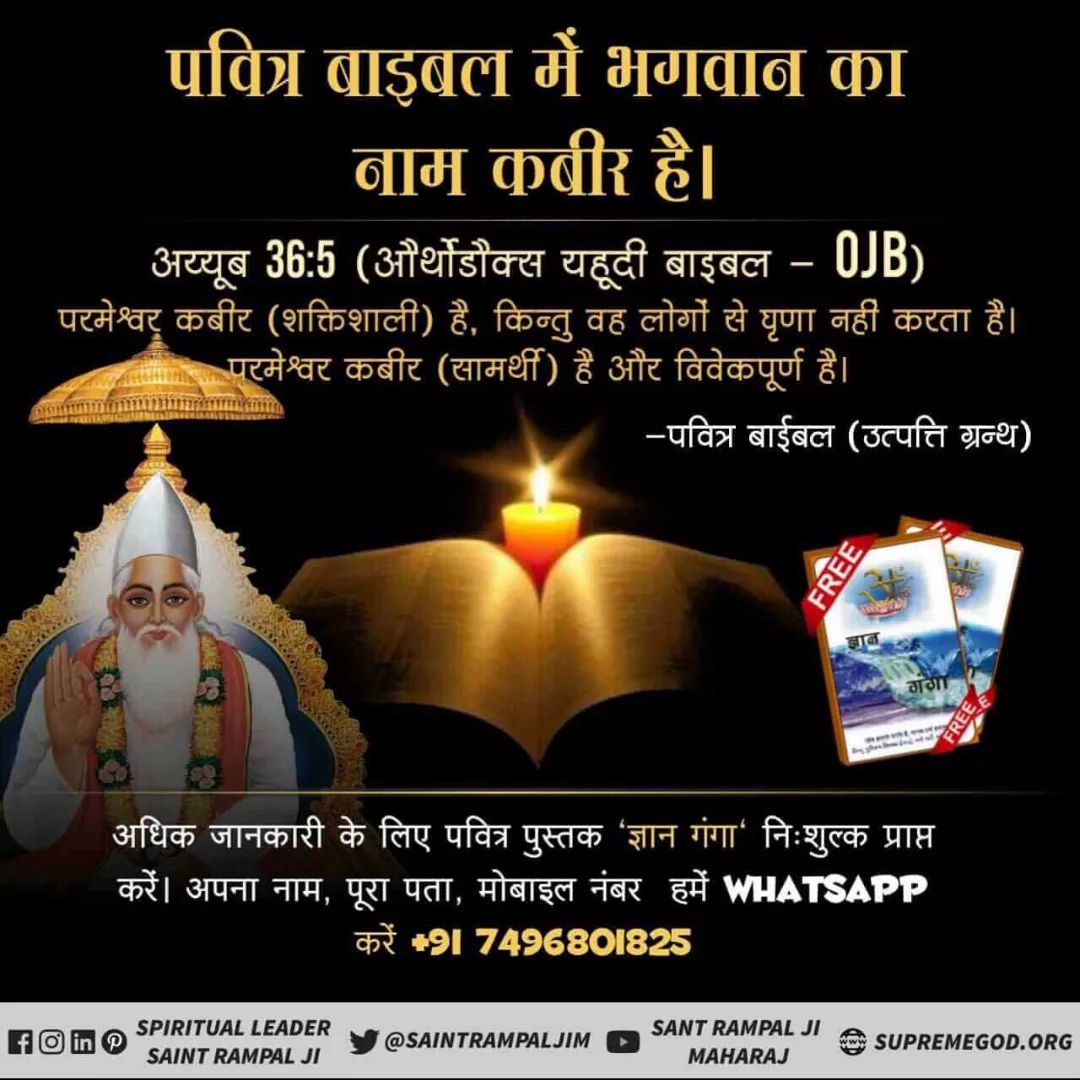 पवित्र बाइबल में भगवान का
नाम कबीर है।
अय्यूब 36:5 (और्थोडौक्स यहूदी बाइबल – OJB)
परमेश्वर कबीर (शक्तिशाली) है, किन्तु वह लोगों से घृणा नहीं करता है।
परमेश्वर कबीर (सामर्थी) है और विवेकपूर्ण है।
–पवित्र बाईबल (उत्पत्ति ग्रन्थ)
FREE
ज्ञान
गंगा
FREE
अधिक जानकारी के लिए पवित्र पुस्तक ‘ज्ञान गंगा‘ निःशुल्क प्राप्त
करें। अपना नाम, पूरा पता, मोबाइल नंबर हमें WHATSAPP
करें +91 7496801825
SPIRITUAL LEADER
SAINT RAMPAL JI
@SAINTRAMPALJIM
SANT RAMPAL JI
MAHARAJ
SUPREMEGOD.ORG